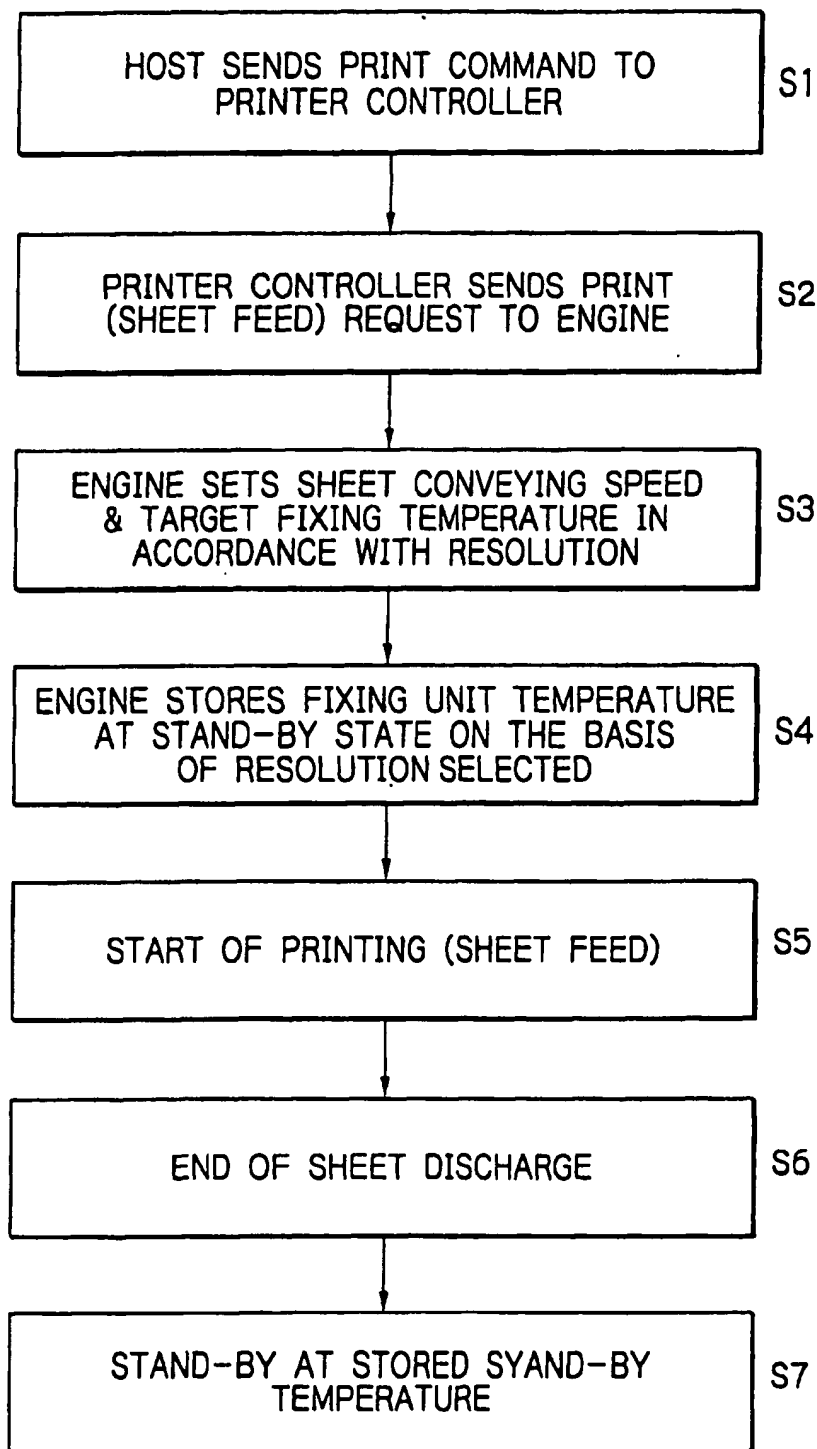 HOST SENDS PRINT COMMAND TO
PRINTER CONTROLLER
S1
PRINTER CONTROLLER SENDS PRINT
(SHEET FEED) REQUEST TO ENGINE
S2
ENGINE SETS SHEET CONVEYING SPEED
& TARGET FIXING TEMPERATURE IN
ACCORDANCE WITH RESOLUTION
S3
ENGINE STORES FIXING UNIT TEMPERATURE
AT STAND-BY STATE ON THE BASIS
OF RESOLUTION SELECTED
S4
START OF PRINTING (SHEET FEED)
S5
END OF SHEET DISCHARGE
S6
STAND-BY AT STORED SYAND-BY
TEMPERATURE
S7